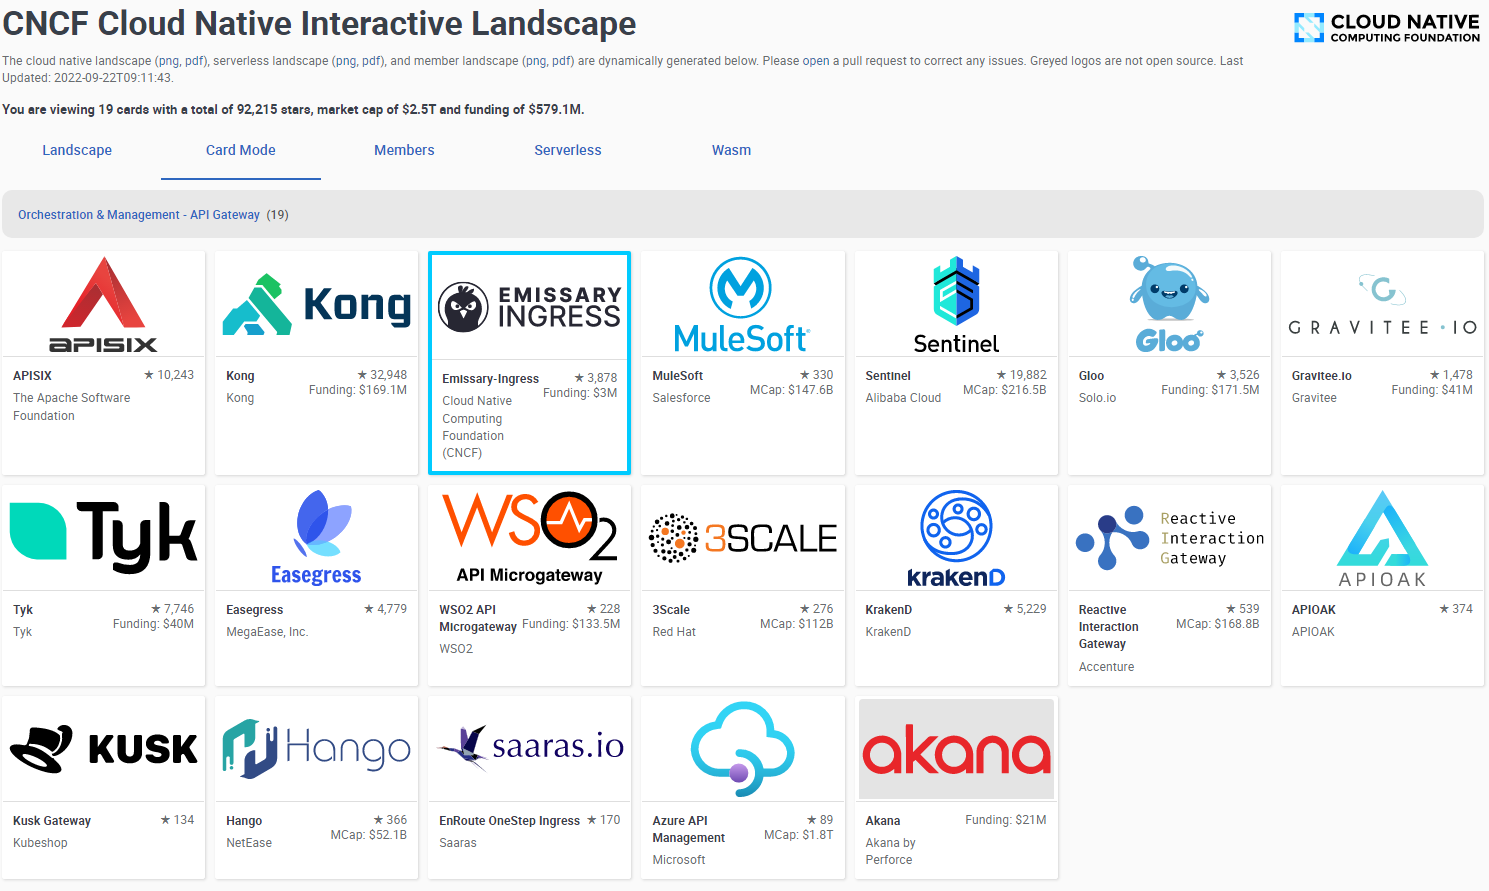 CNCF Cloud Native Interactive Landscape
CLOUD NATIVE
COMPUTING FOUNDATION
The cloud native landscape (png, pdf), serverless landscape (png, pdf), and member landscape (png, pdf) are dynamically generated below. Please open a pull request to correct any issues. Greyed logos are not open source. Last
Updated: 2022-09-22T09:11:43.
You are viewing 19 cards with a total of 92,215 stars, market cap of $2.5T and funding of $579.1M.
Landscape
Card Mode
Members
Serverless
Wasm
Orchestration & Management - API Gateway (19)
APISIX
APISIX ★ 10,243
The Apache Software
Foundation
Kong
Kong ★ 32,948
Funding: $169.1M
Kong
EMISSARY
INGRESS
Emissary-Ingress ★ 3,878
Funding: $3M
Cloud Native
Computing
Foundation
(CNCF)
MuleSoft
MuleSoft ★ 330
MCap: $147.6B
Salesforce
Sentinel
Sentinel ★ 19,882
MCap: $216.5B
Alibaba Cloud
Gloo
Gloo ★ 3,526
Funding: $171.5M
Solo.io
GRAVITEE.IO
Gravitee.io ★ 1,478
Funding: $41M
Gravitee
Tyk
Tyk ★ 7,746
Funding: $40M
Tyk
Easegress
Easegress ★ 4,779
MegaEase, Inc.
WSO2
API Microgateway
WSO2 API ★ 228
Microgateway Funding: $133.5M
WSO2
3SCALE
3Scale ★ 276
MCap: $112B
Red Hat
KrakenD
KrakenD ★ 5,229
KrakenD
Reactive
Interaction
Gateway
Reactive ★ 539
Interaction MCap: $168.8B
Gateway
Accenture
APIOAK
APIOAK ★ 374
APIOAK
KUSK
Kusk Gateway ★ 134
Kubeshop
Hango
Hango ★ 366
MCap: $52.1B
NetEase
saaras.io
EnRoute OneStep Ingress ★ 170
Saaras
Azure API ★ 89
Management MCap: $1.8T
Microsoft
akana
Akana Funding: $21M
Akana by
Perforce